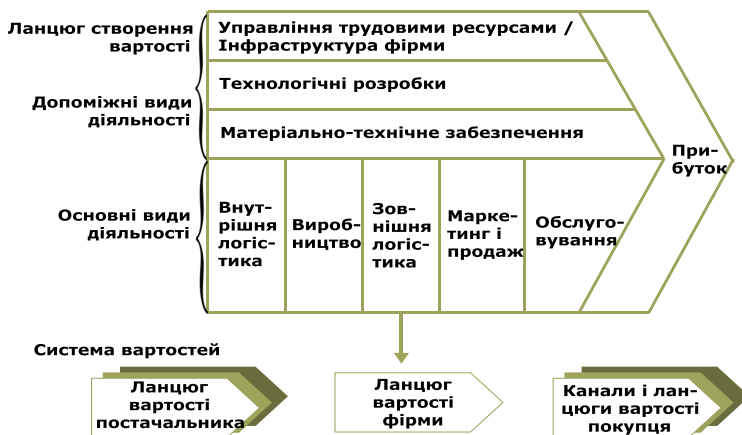 Ланцюг створення
вартості
Управління трудовими ресурсами /
Інфраструктура фірми
Технологічні розробки
Допоміжні види
діяльності
Матеріально-технічне забезпечення
При-
буток
Основні види
діяльності
Внут-
рішня
логіс-
тика
Вироб-
ництво
Зов-
нішня
логіс-
тика
Марке-
тинг і
продаж
Обслуго-
вування
Система вартостей
Ланцюг
вартості
постачальника
Ланцюг
вартості
фірми
Канали і лан-
цюги вартості
покупця